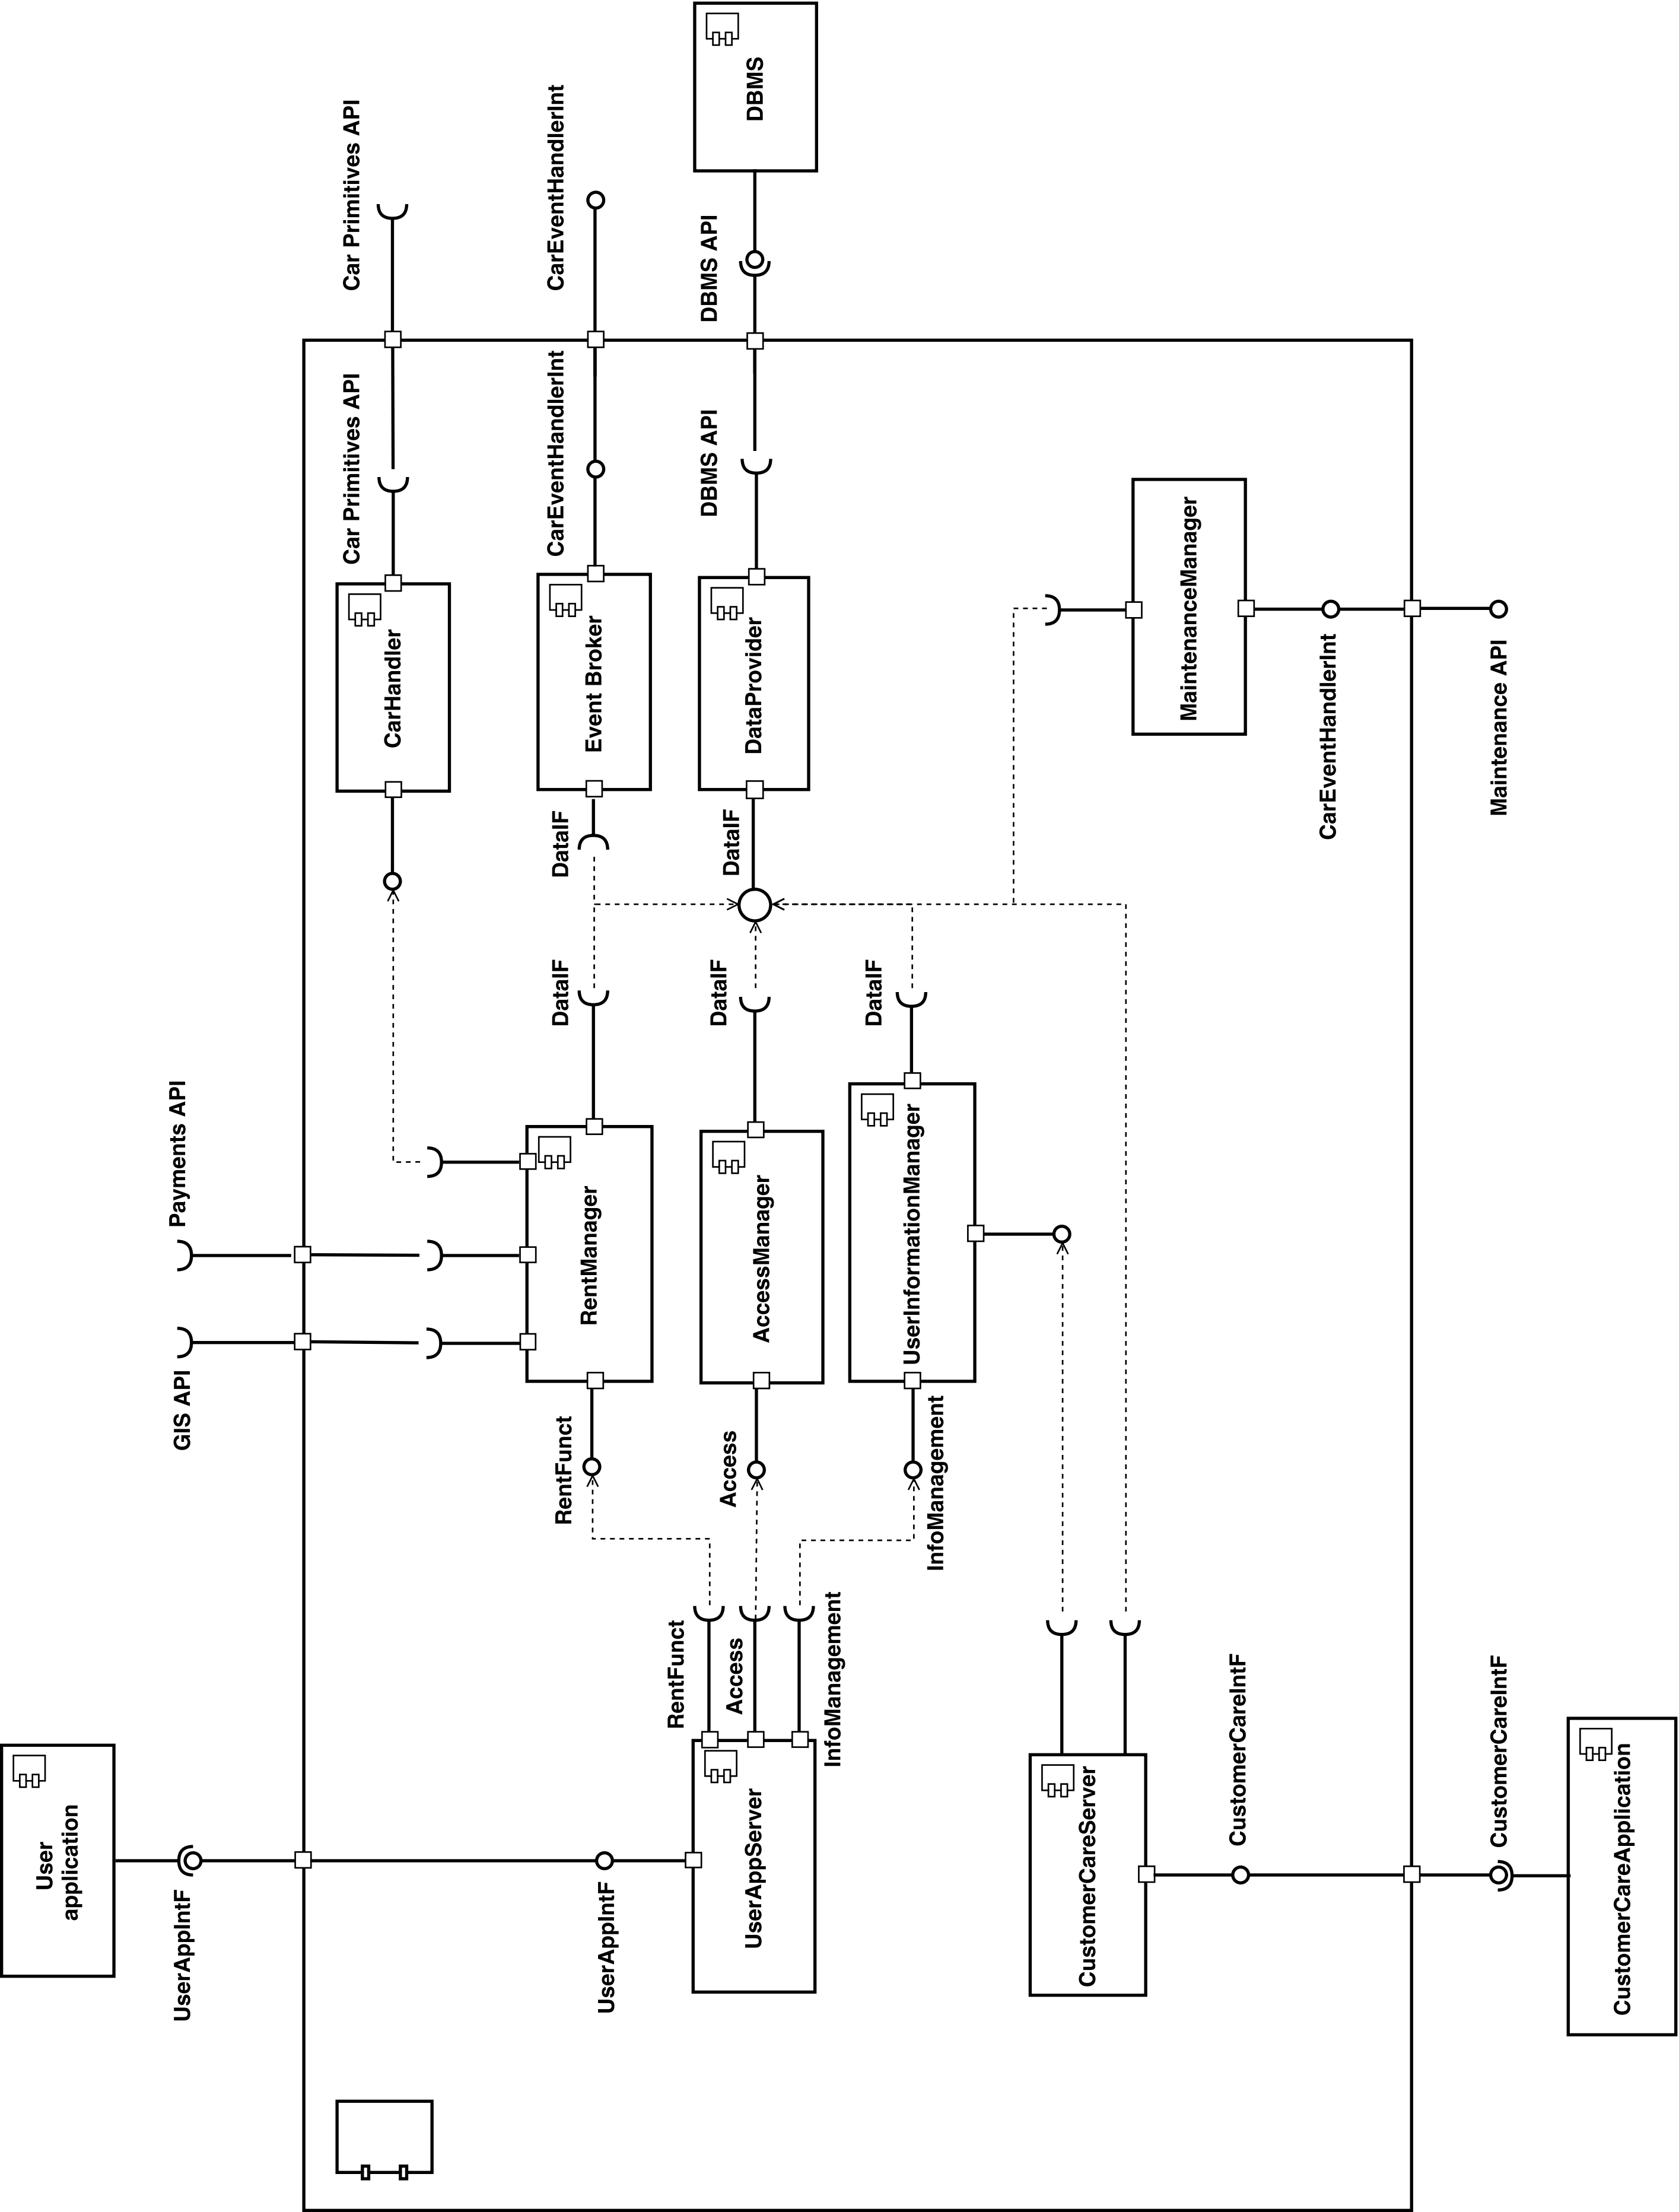 User
application
UserAppIntF
GIS API
Payments API
Car Primitives API
Car Primitives API
CarHandler
RentFunct
DataIF
DataIF
CarEventHandlerInt
CarEventHandlerInt
UserAppIntF
RentManager
Event Broker
RentFunct
Access
Access
DataIF
DataIF
DBMS API
DBMS API
UserAppServer
AccessManager
DataProvider
DBMS
InfoManagement
DataIF
UserInformationManager
InfoManagement
CustomerCareServer
MaintenanceManager
CustomerCareIntF
CarEventHandlerInt
CustomerCareIntF
Maintenance API
CustomerCareApplication